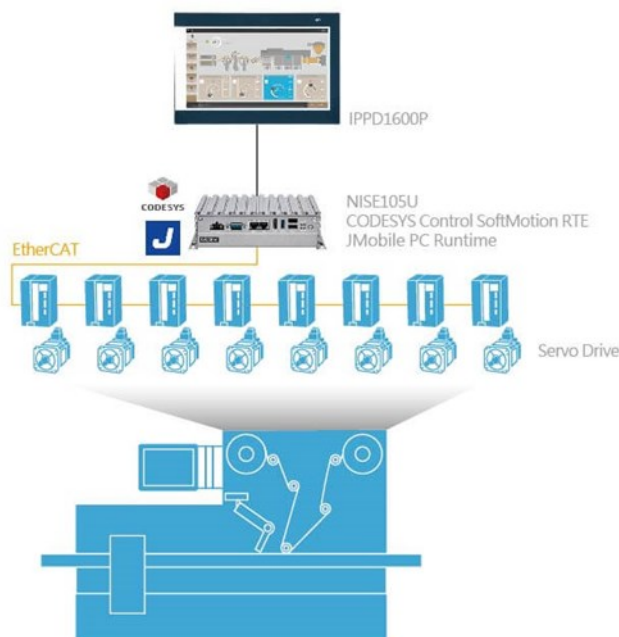 IPPD1600P
CODESYS
NISE105U
CODESYS Control SoftMotion RTE
JMobile PC Runtime
J
EtherCAT
Servo Drive